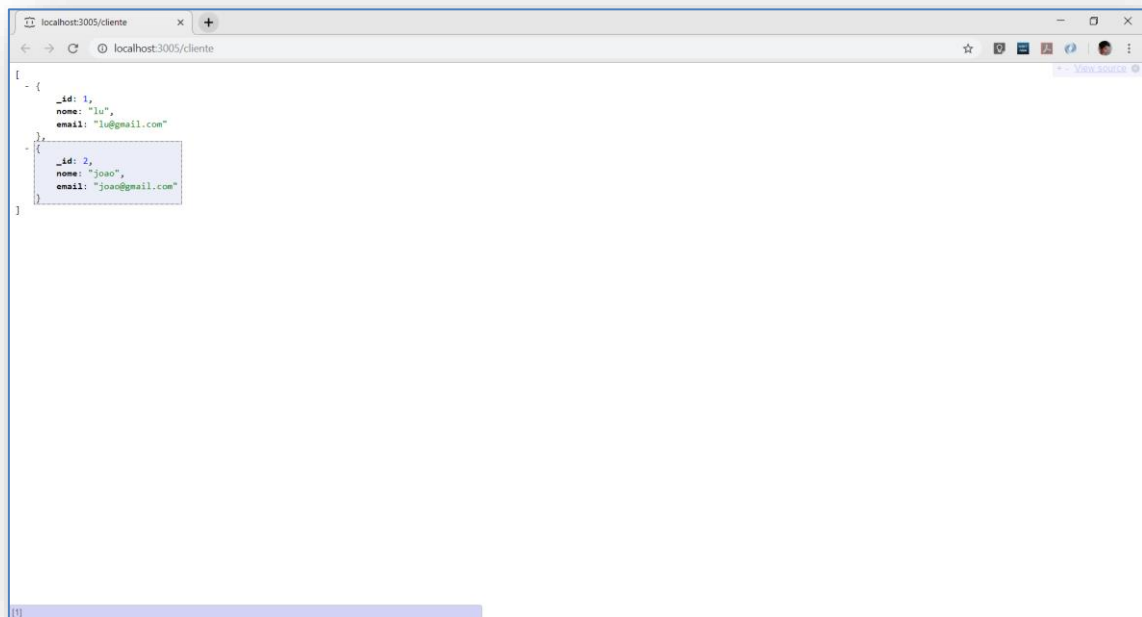 localhost:3005/cliente
localhost:3005/cliente
+ - View source
[
- {
_id: 1,
nome: "lu",
email: "lu@gmail.com"
},
- {
_id: 2,
nome: "joao",
email: "joao@gmail.com"
}
]
[1]